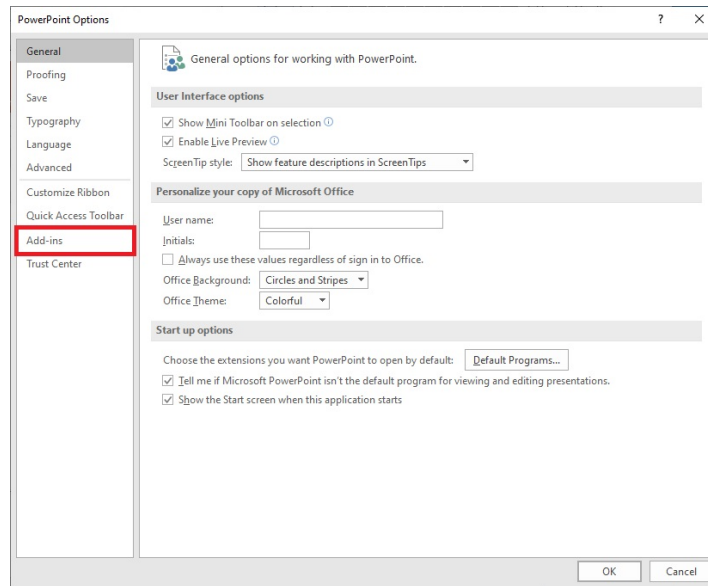 PowerPoint Options
?
General
Proofing
Save
Typography
Language
Advanced
Customize Ribbon
Quick Access Toolbar
Add-ins
Trust Center
General options for working with PowerPoint.
User Interface options
Show Mini Toolbar on selection
Enable Live Preview
ScreenTip style: Show feature descriptions in ScreenTips
Personalize your copy of Microsoft Office
User name:
Initials:
Always use these values regardless of sign in to Office.
Office Background: Circles and Stripes
Office Theme: Colorful
Start up options
Choose the extensions you want PowerPoint to open by default: Default Programs...
Tell me if Microsoft PowerPoint isn't the default program for viewing and editing presentations.
Show the Start screen when this application starts
OK Cancel